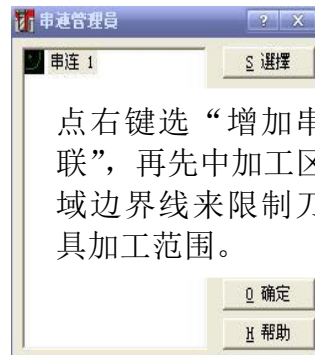 串連管理員
串连 1
S 選擇
点右键选“增加串
联”，再先中加工区
域边界线来限制刀
具加工范围。
O 确定
H 帮助